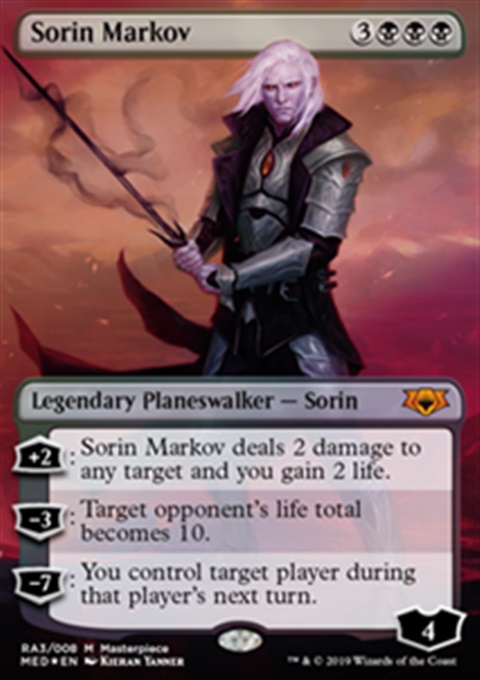 Sorin Markov 3
Legendary Planeswalker — Sorin
+2: Sorin Markov deals 2 damage to
any target and you gain 2 life.
−3: Target opponent's life total
becomes 10.
−7: You control target player during
that player's next turn.
4
RA3/008 M Masterpiece
MED★EN Kieran Tanner
™ & © 2019 Wizards of the Coast